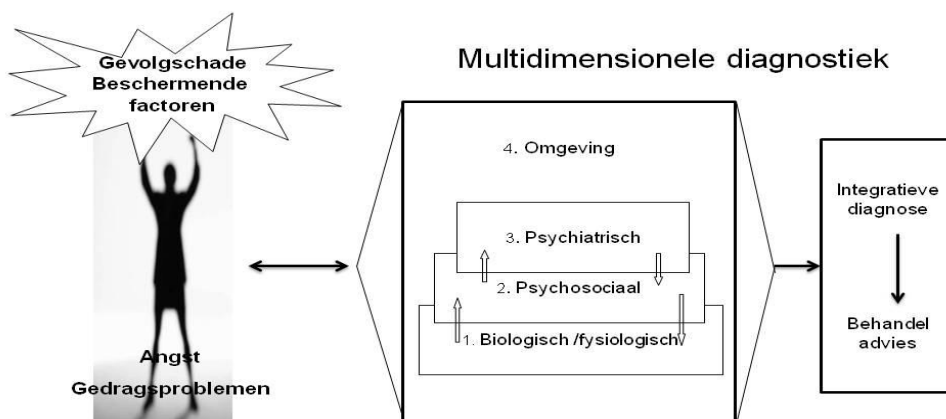 Gevolgschade
Beschermende
factoren
Angst
Gedragsproblemen
Multidimensionele diagnostiek
4. Omgeving
3. Psychiatrisch
2. Psychosociaal
1. Biologisch /fysiologisch
Integratieve
diagnose
Behandel
advies